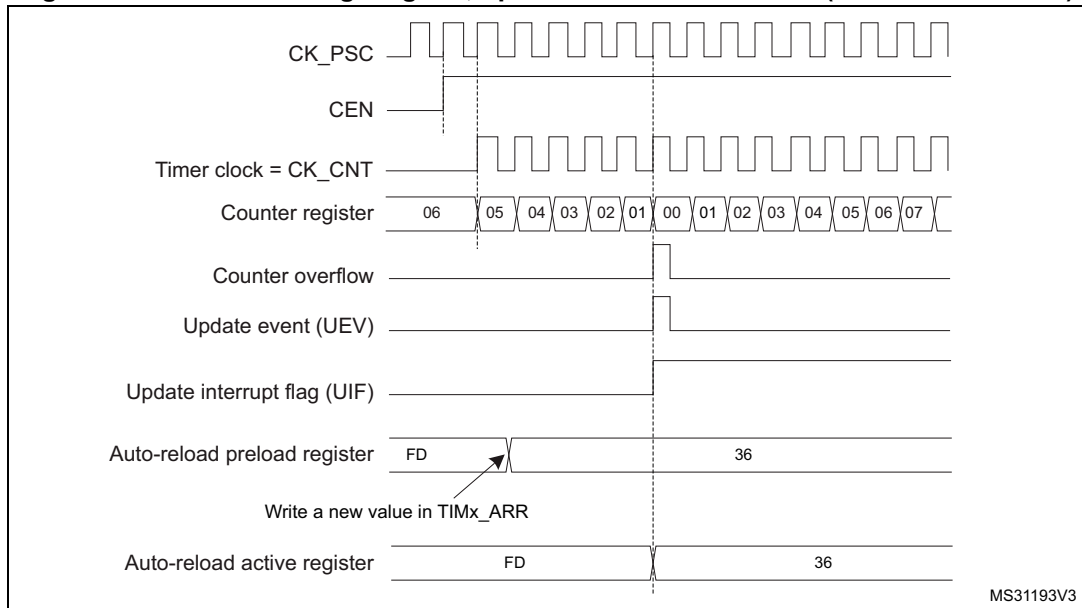 CK_PSC
CEN
Timer clock = CK_CNT
Counter register 06 05 04 03 02 01 00 01 02 03 04 05 06 07
Counter overflow
Update event (UEV)
Update interrupt flag (UIF)
Auto-reload preload register FD 36
Write a new value in TIMx_ARR
Auto-reload active register FD 36
MS31193V3